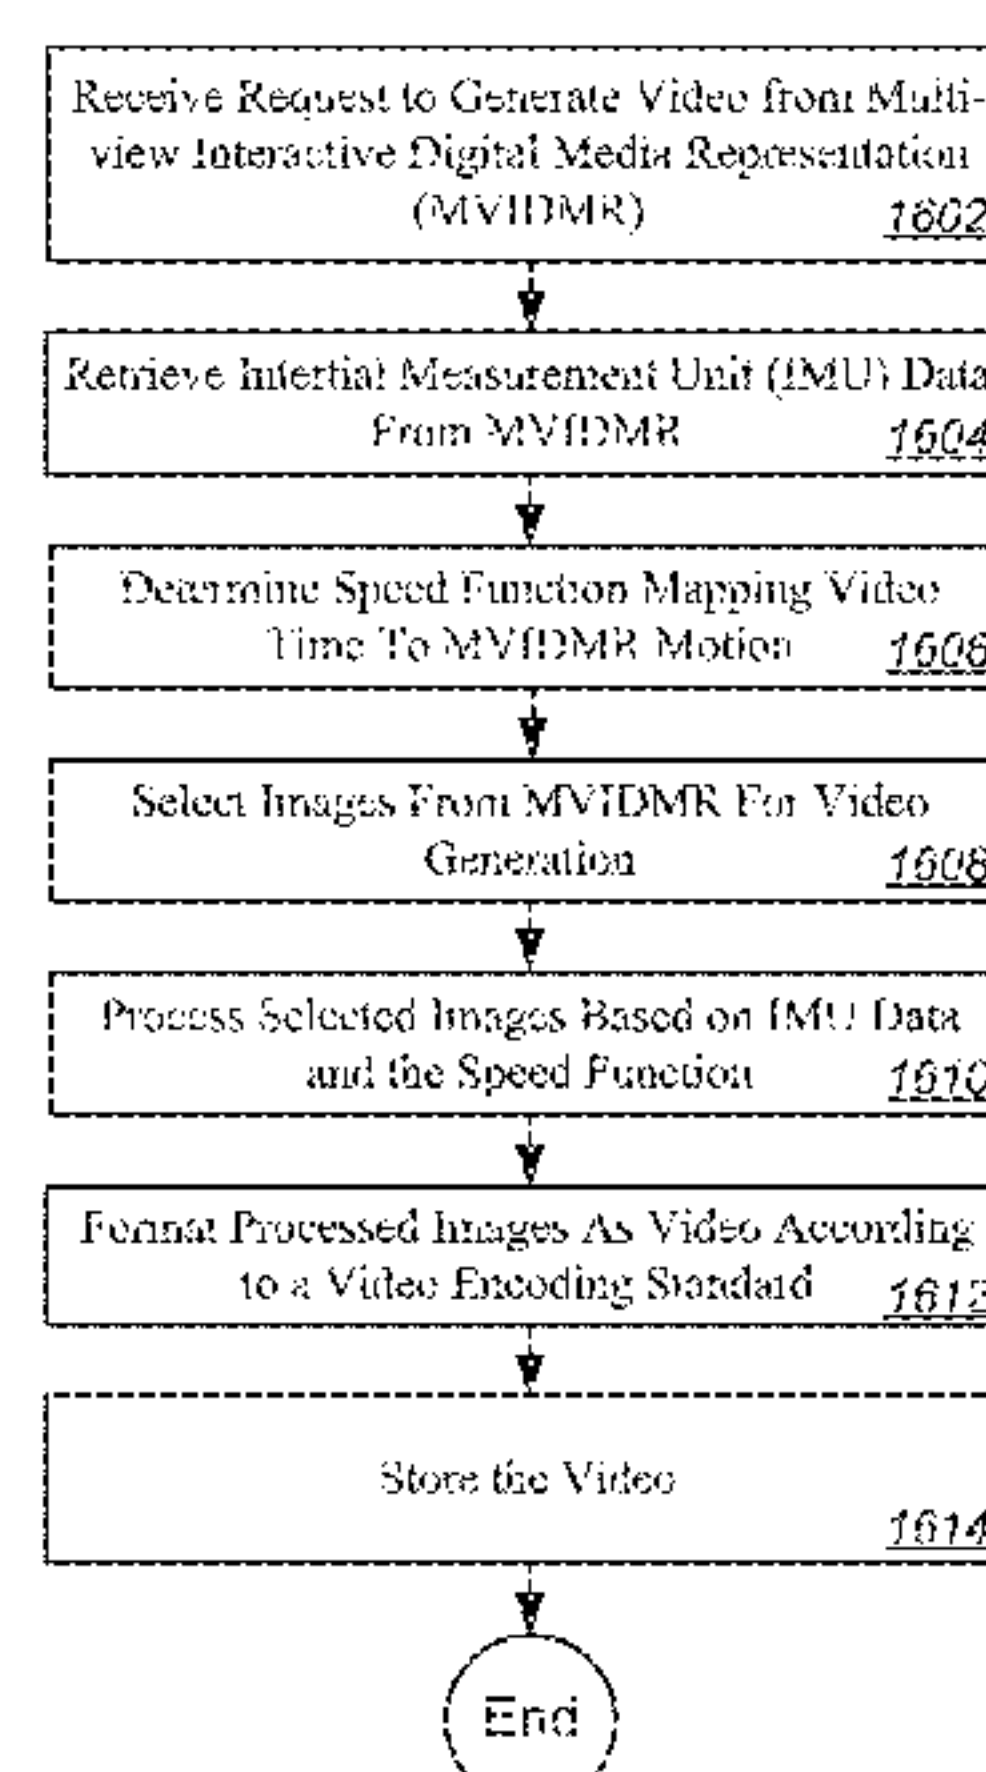 Receive Request to Generate Video from Multi-
view Interactive Digital Media Representation
(MVIDMR)
1602
Retrieve Intertial Measurement Unit (IMU) Data
From MVIDMR
1604
Determine Speed Function Mapping Video
Time To MVIDMR Motion
1606
Select Images From MVIDMR For Video
Generation
1608
Process Selected Images Based on IMU Data
and the Speed Function
1610
Format Processed Images As Video According
to a Video Encoding Standard
1612
Store the Video
1614
End